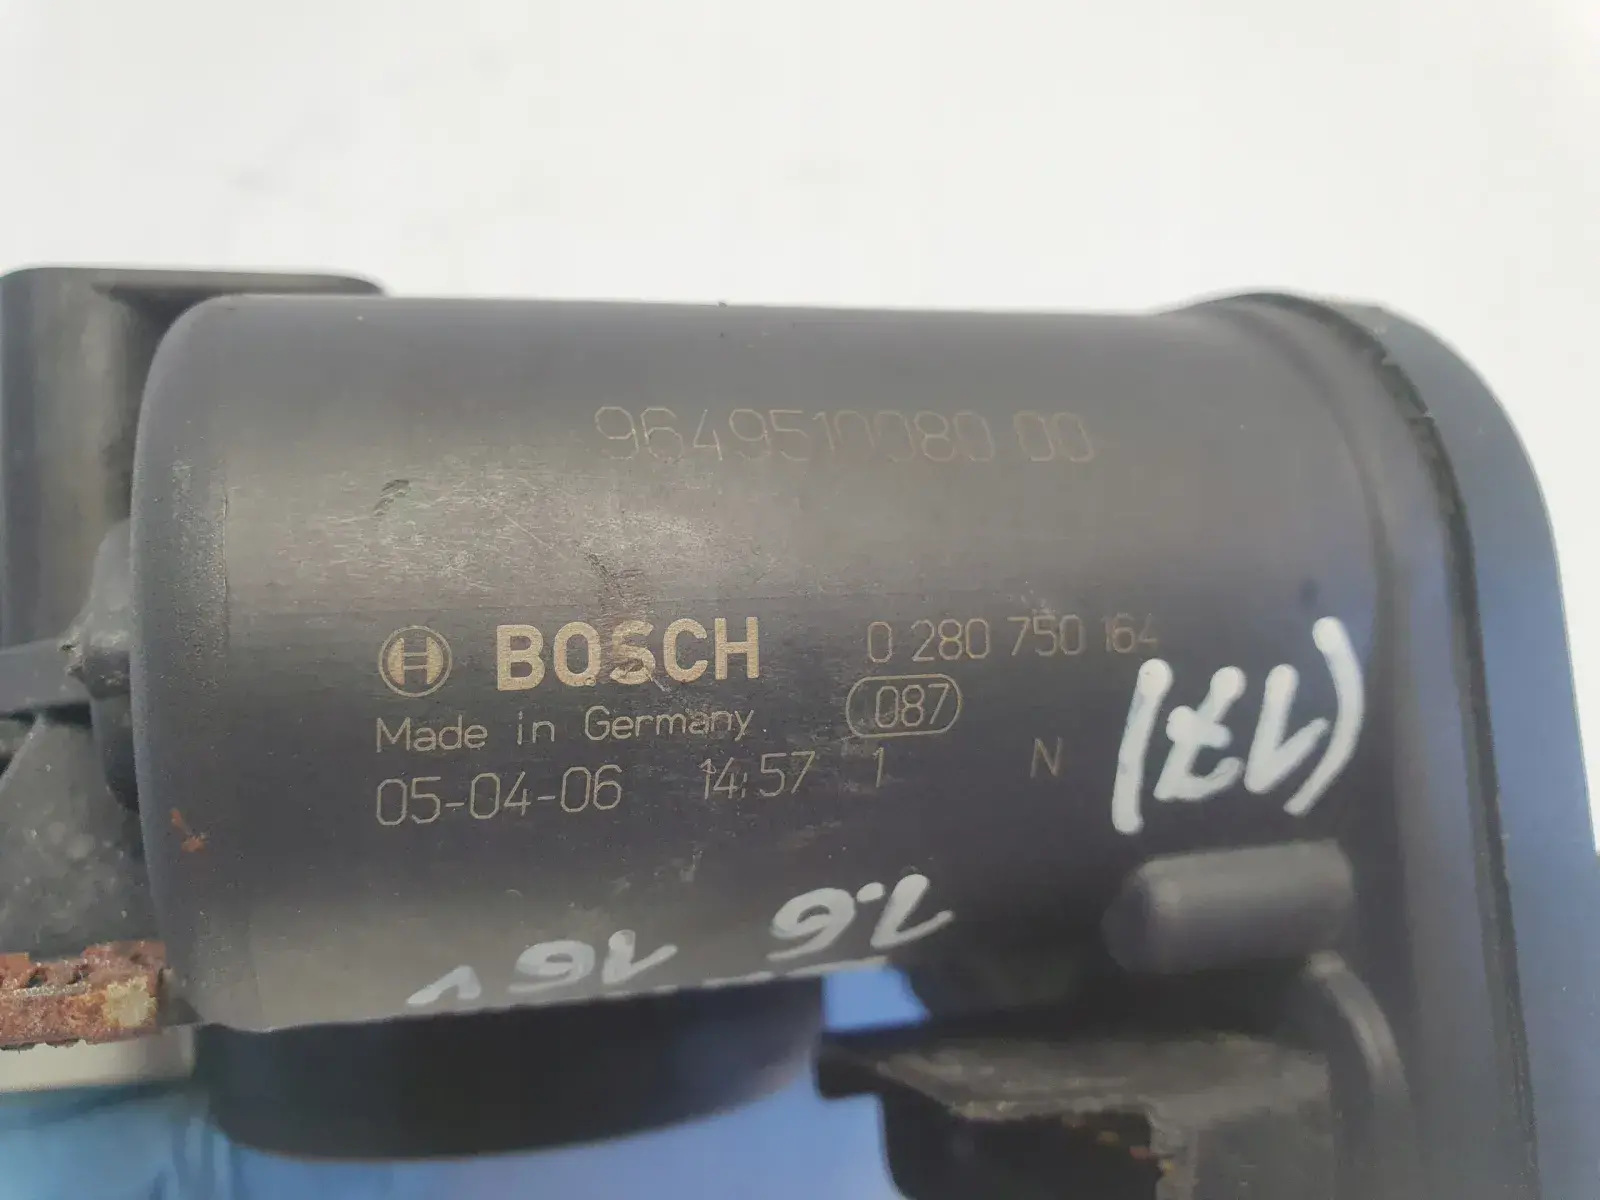 9649510080 00
BOSCH 0 280 750 164
Made in Germany 087
05-04-06 14:57 1 N
(17)
1.6 16V